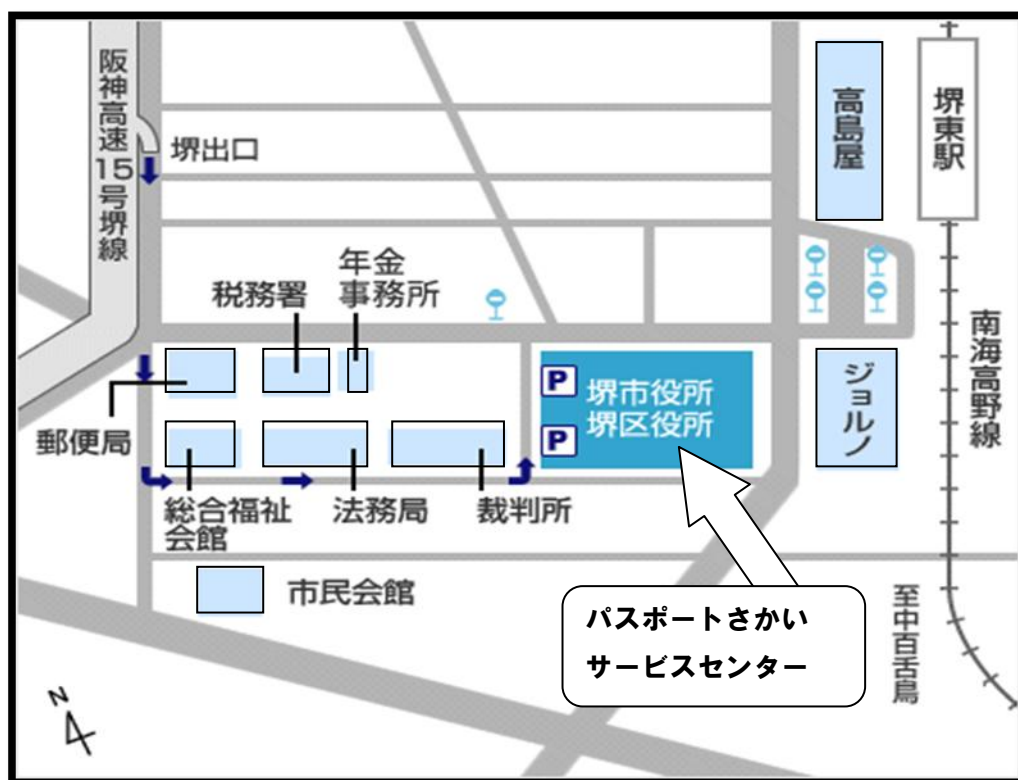 阪神高速15号堺線
堺出口
高島屋
堺東駅
年金
事務所
税務署
南海高野線
P
堺市役所
堺区役所
P
ジョルノ
郵便局
総合福祉
会館
法務局
裁判所
市民会館
パスポートさかい
サービスセンター
至中百舌鳥
N